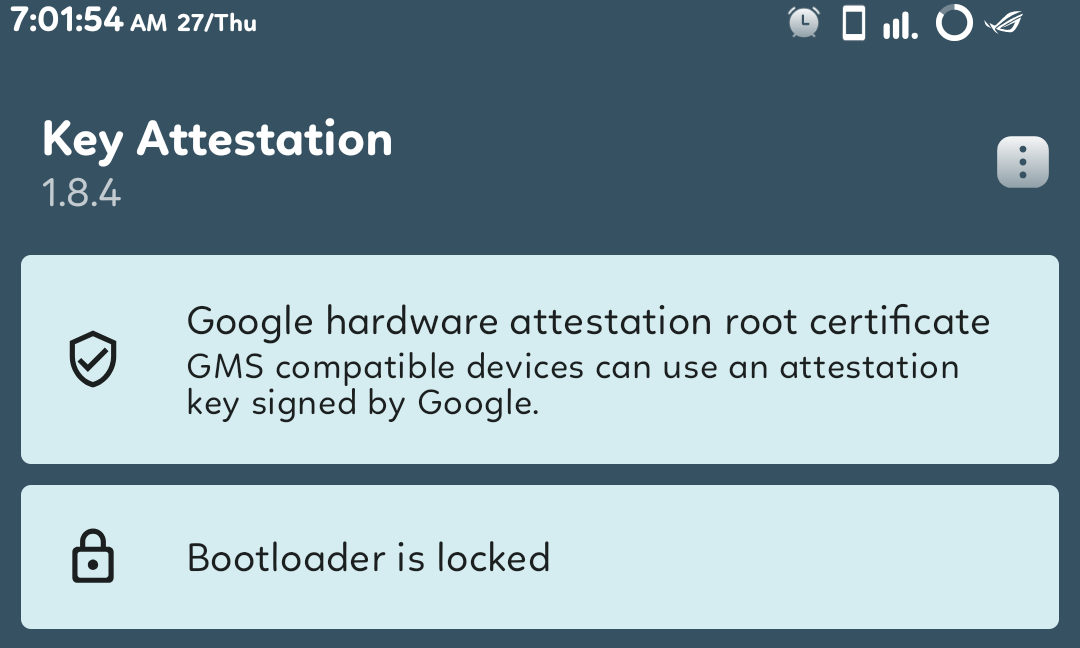 7:01:54 AM 27/Thu
Key Attestation
1.8.4
Google hardware attestation root certificate
GMS compatible devices can use an attestation
key signed by Google.
Bootloader is locked